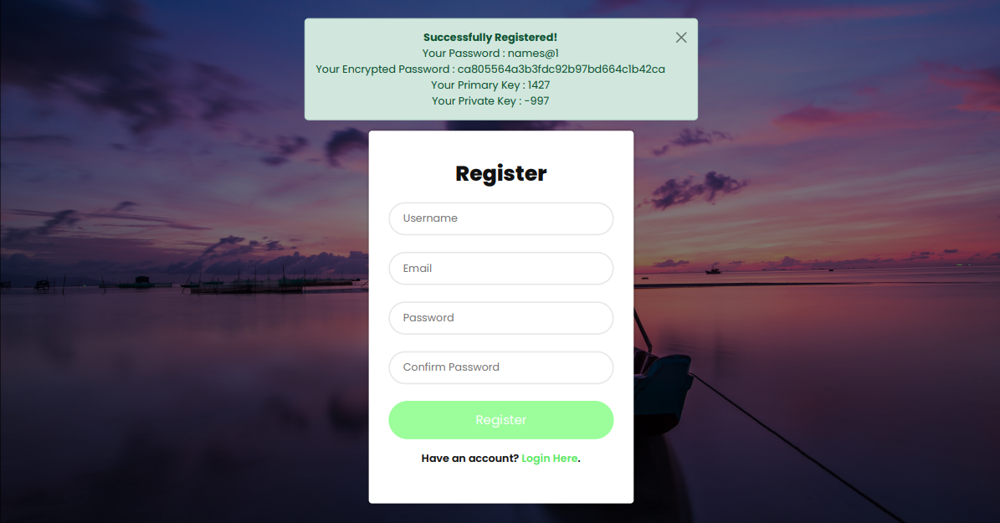 Successfully Registered!
Your Password : names@1
Your Encrypted Password : ca805564a3b3fdc92b97bd664c1b42ca
Your Primary Key : 1427
Your Private Key : -997
Register
Username
Email
Password
Confirm Password
Register
Have an account? Login Here.